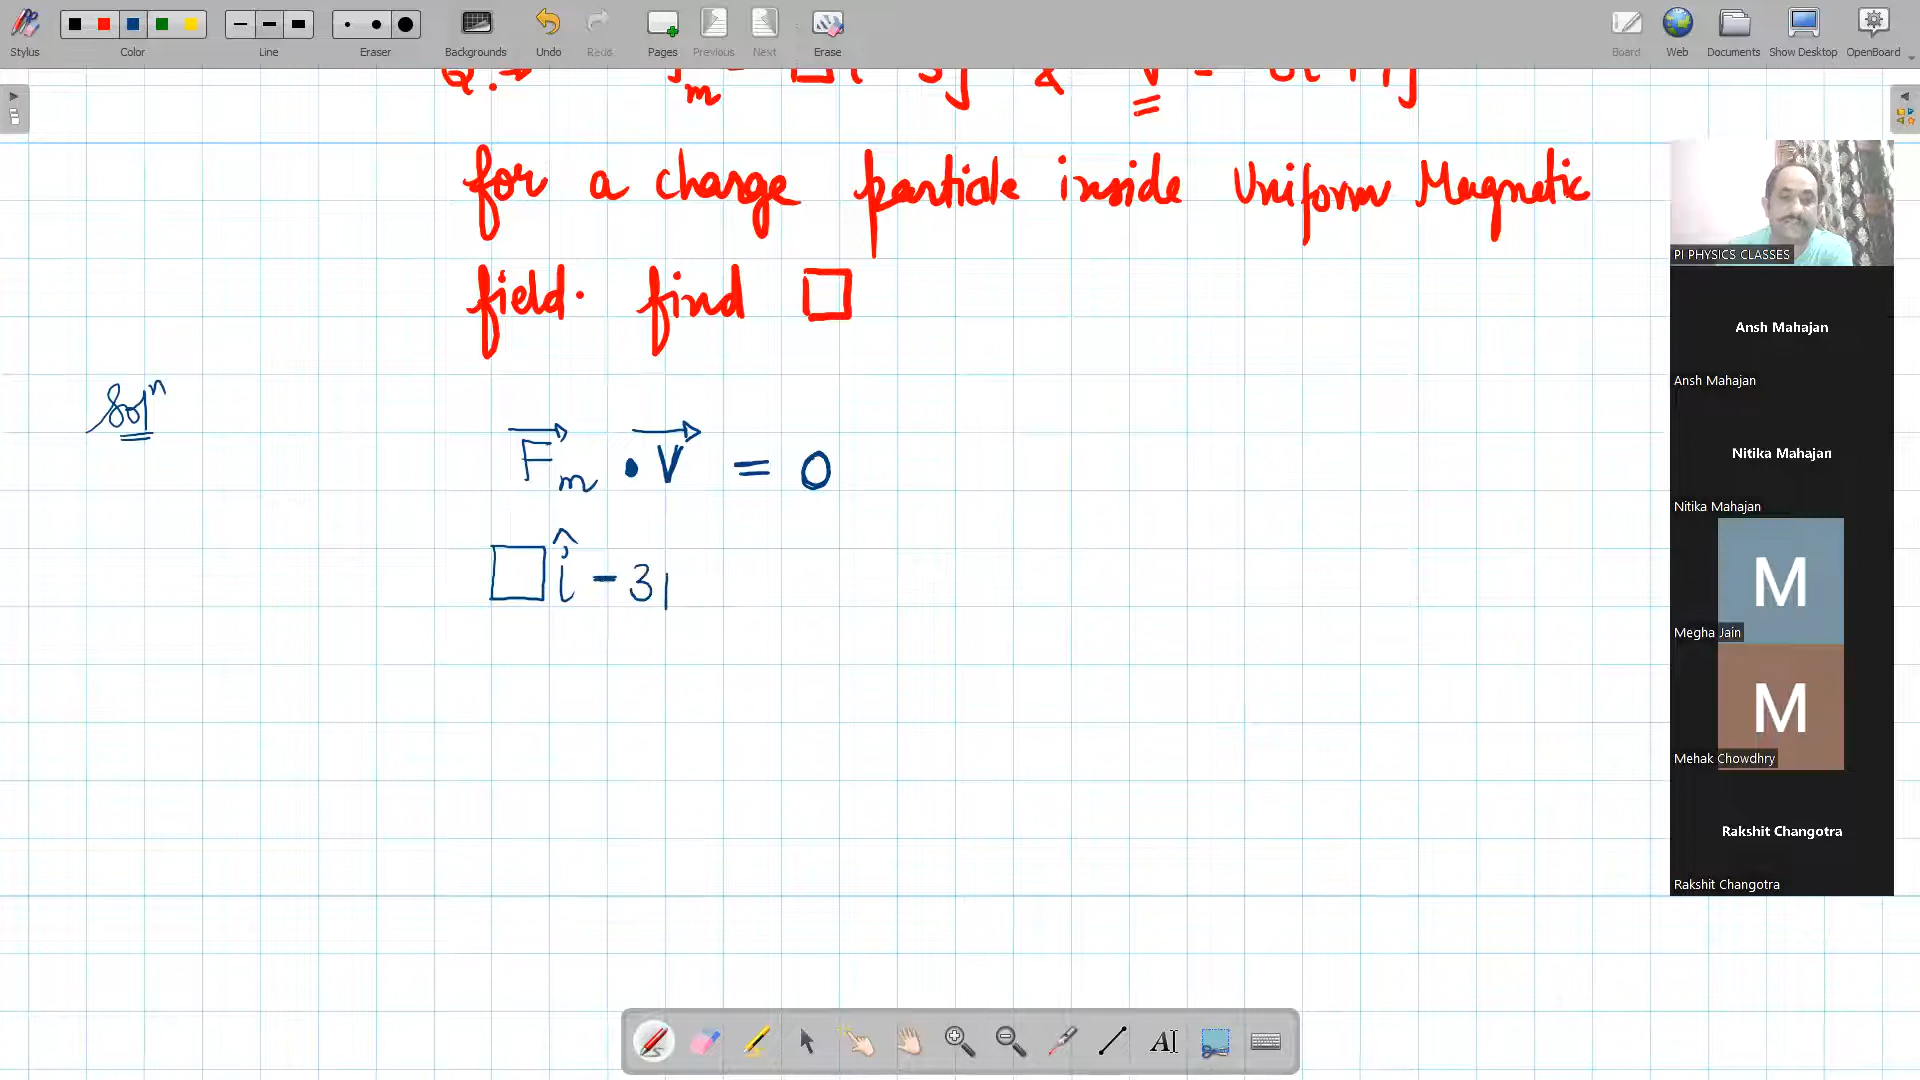 Stylus
Color
Line
Eraser
Backgrounds
Undo
Redo
Pages
Previous
Next
Erase
Board
Web
Documents
Show Desktop
OpenBoard
for a charge particle inside Uniform Magnetic
field. find □
Solⁿ
F⃗m • V⃗ = 0
□ î - 3
PI PHYSICS CLASSES
Ansh Mahajan
Ansh Mahajan
Nitika Mahajan
Nitika Mahajan
M
Megha Jain
M
Mehak Chowdhry
Rakshit Changotra
Rakshit Changotra